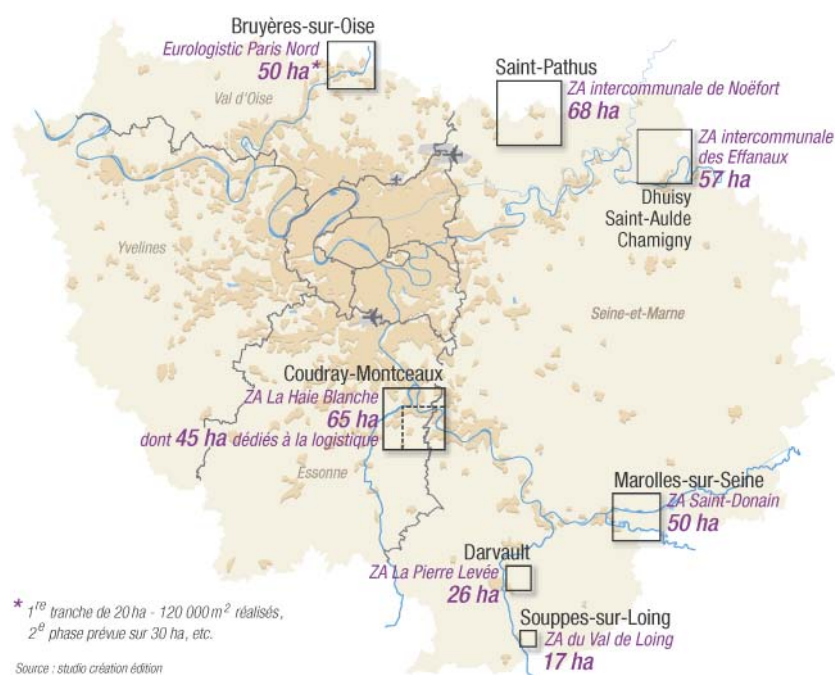 Bruyères-sur-Oise
Eurologistic Paris Nord
50 ha*
Val d'Oise
Saint-Pathus
ZA intercommunale de Noëfort
68 ha
ZA intercommunale
des Effanaux
57 ha
Dhuisy
Saint-Aulde
Chamigny
Yvelines
Seine-et-Marne
Coudray-Montceaux
ZA La Haie Blanche
65 ha
dont 45 ha dédiés à la logistique
Essonne
Marolles-sur-Seine
ZA Saint-Donain
50 ha
Darvault
ZA La Pierre Levée
26 ha
Souppes-sur-Loing
ZA du Val de Loing
17 ha
* 1re tranche de 20 ha - 120 000 m² réalisés,
2e phase prévue sur 30 ha, etc.
Source : studio création édition